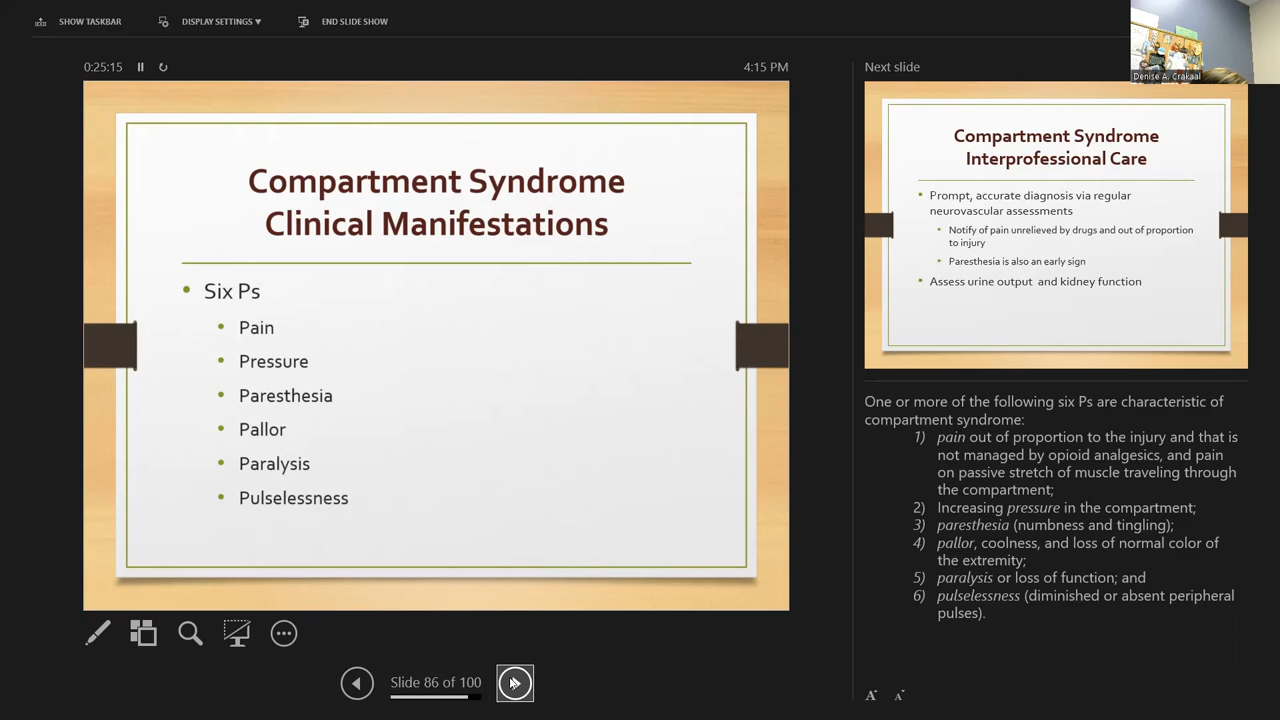 SHOW TASKBAR
DISPLAY SETTINGS ▼
END SLIDE SHOW
0:25:15
4:15 PM
Compartment Syndrome
Clinical Manifestations
• Six Ps
• Pain
• Pressure
• Paresthesia
• Pallor
• Paralysis
• Pulselessness
Slide 86 of 100
Denise A. Crakaal
Next slide
Compartment Syndrome
Interprofessional Care
• Prompt, accurate diagnosis via regular
neurovascular assessments
• Notify of pain unrelieved by drugs and out of proportion
to injury
• Paresthesia is also an early sign
• Assess urine output and kidney function
One or more of the following six Ps are characteristic of
compartment syndrome:
1) pain out of proportion to the injury and that is
not managed by opioid analgesics, and pain
on passive stretch of muscle traveling through
the compartment;
2) Increasing pressure in the compartment;
3) paresthesia (numbness and tingling);
4) pallor, coolness, and loss of normal color of
the extremity;
5) paralysis or loss of function; and
6) pulselessness (diminished or absent peripheral
pulses).
A A